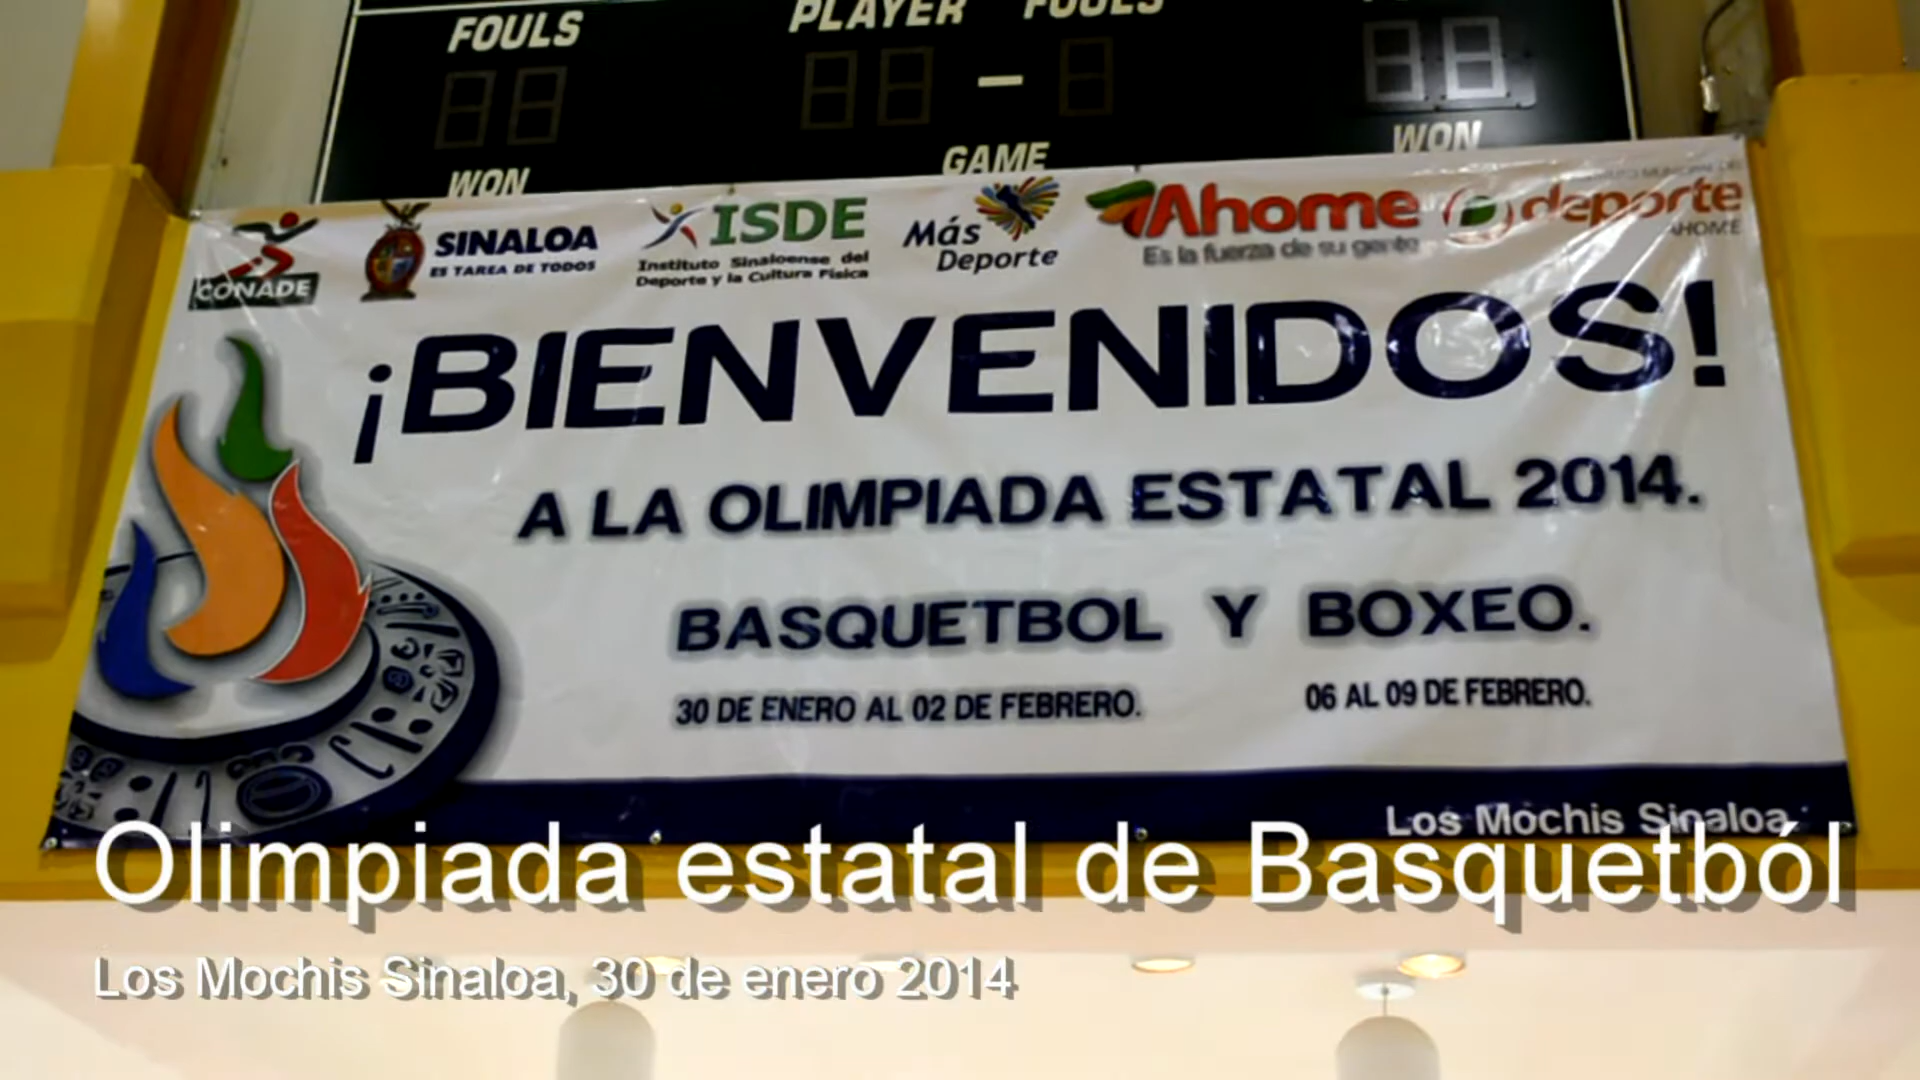 FOULS
PLAYER FOULS
WON
GAME
WON
CONADE
SINALOA
ES TAREA DE TODOS
ISDE
Instituto Sinaloense del
Deporte y la Cultura Física
Más
Deporte
Ahome
Es la fuerza de su gente
deporte
AHOME
¡BIENVENIDOS!
A LA OLIMPIADA ESTATAL 2014.
BASQUETBOL Y BOXEO.
30 DE ENERO AL 02 DE FEBRERO.
06 AL 09 DE FEBRERO.
Los Mochis Sinaloa.
Olimpiada estatal de Basquetból
Los Mochis Sinaloa, 30 de enero 2014